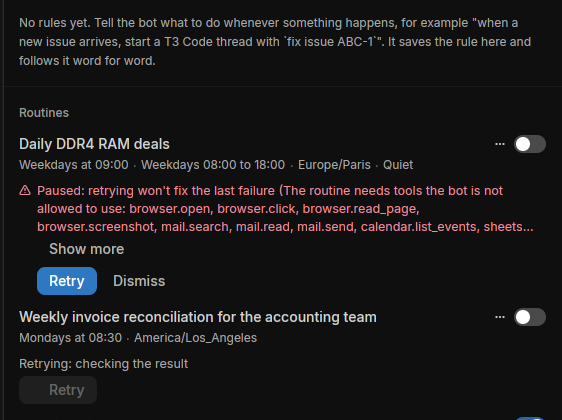 No rules yet. Tell the bot what to do whenever something happens, for example "when a
new issue arrives, start a T3 Code thread with `fix issue ABC-1`". It saves the rule here and
follows it word for word.
Routines
Daily DDR4 RAM deals
Weekdays at 09:00 · Weekdays 08:00 to 18:00 · Europe/Paris · Quiet
Paused: retrying won't fix the last failure (The routine needs tools the bot is not
allowed to use: browser.open, browser.click, browser.read_page,
browser.screenshot, mail.search, mail.read, mail.send, calendar.list_events, sheets...
Show more
Retry Dismiss
Weekly invoice reconciliation for the accounting team
Mondays at 08:30 · America/Los_Angeles
Retrying: checking the result
Retry